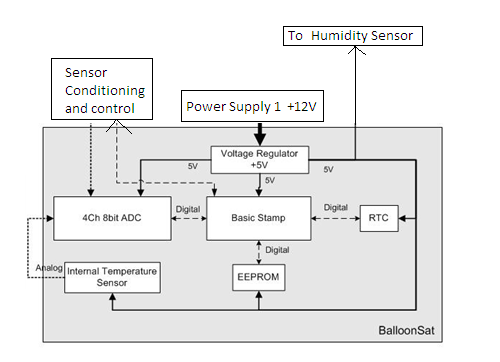 To Humidity Sensor
Sensor
Conditioning
and control
Power Supply 1 +12V
Voltage Regulator
+5V
5V
5V
5V
4Ch 8bit ADC
Digital
Basic Stamp
Digital
RTC
Digital
Analog
Internal Temperature
Sensor
EEPROM
BalloonSat